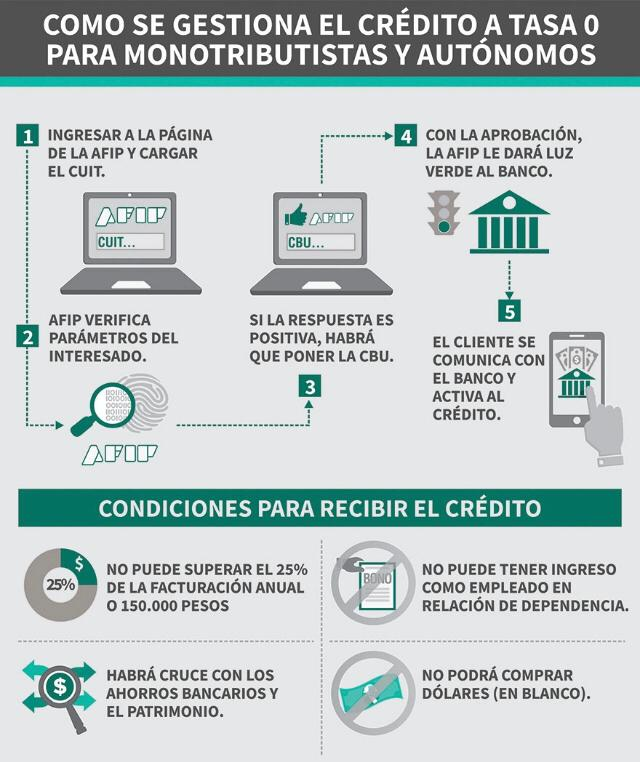 COMO SE GESTIONA EL CRÉDITO A TASA 0
PARA MONOTRIBUTISTAS Y AUTÓNOMOS
1
INGRESAR A LA PÁGINA
DE LA AFIP Y CARGAR
EL CUIT.
AFIP
CUIT...
2
AFIP VERIFICA
PARÁMETROS DEL
INTERESADO.
AFIP
AFIP
CBU...
SI LA RESPUESTA ES
POSITIVA, HABRÁ
QUE PONER LA CBU.
3
4
CON LA APROBACIÓN,
LA AFIP LE DARÁ LUZ
VERDE AL BANCO.
5
EL CLIENTE SE
COMUNICA CON
EL BANCO Y
ACTIVA AL
CRÉDITO.
$
CONDICIONES PARA RECIBIR EL CRÉDITO
$
25%
NO PUEDE SUPERAR EL 25%
DE LA FACTURACIÓN ANUAL
O 150.000 PESOS
BONO
NO PUEDE TENER INGRESO
COMO EMPLEADO EN
RELACIÓN DE DEPENDENCIA.
$
HABRÁ CRUCE CON LOS
AHORROS BANCARIOS Y
EL PATRIMONIO.
NO PODRÁ COMPRAR
DÓLARES (EN BLANCO).